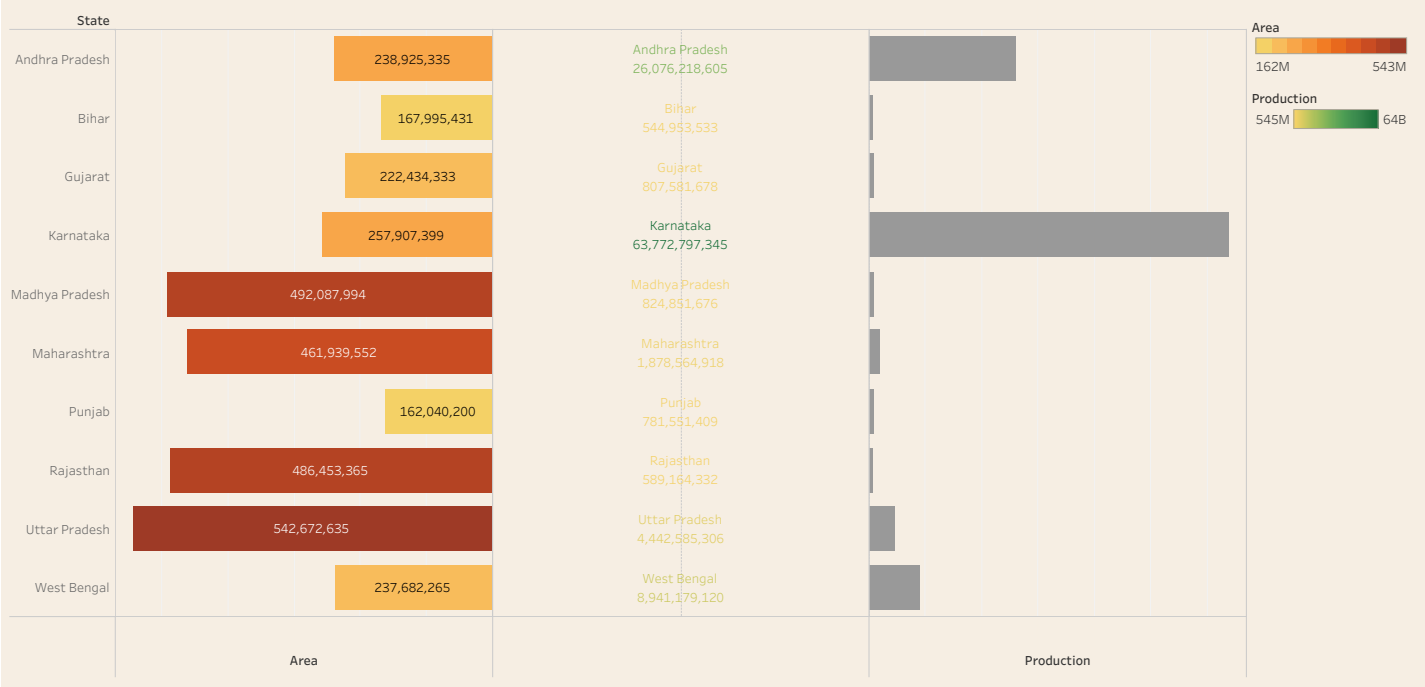 State
Andhra Pradesh
238,925,335
Andhra Pradesh
26,076,218,605
Bihar
167,995,431
Bihar
544,953,533
Gujarat
222,434,333
Gujarat
807,581,678
Karnataka
257,907,399
Karnataka
63,772,797,345
Madhya Pradesh
492,087,994
Madhya Pradesh
824,851,676
Maharashtra
461,939,552
Maharashtra
1,878,564,918
Punjab
162,040,200
Punjab
781,551,409
Rajasthan
486,453,365
Rajasthan
589,164,332
Uttar Pradesh
542,672,635
Uttar Pradesh
4,442,585,306
West Bengal
237,682,265
West Bengal
8,941,179,120
Area
Production
Area
162M 543M
Production
545M 64B